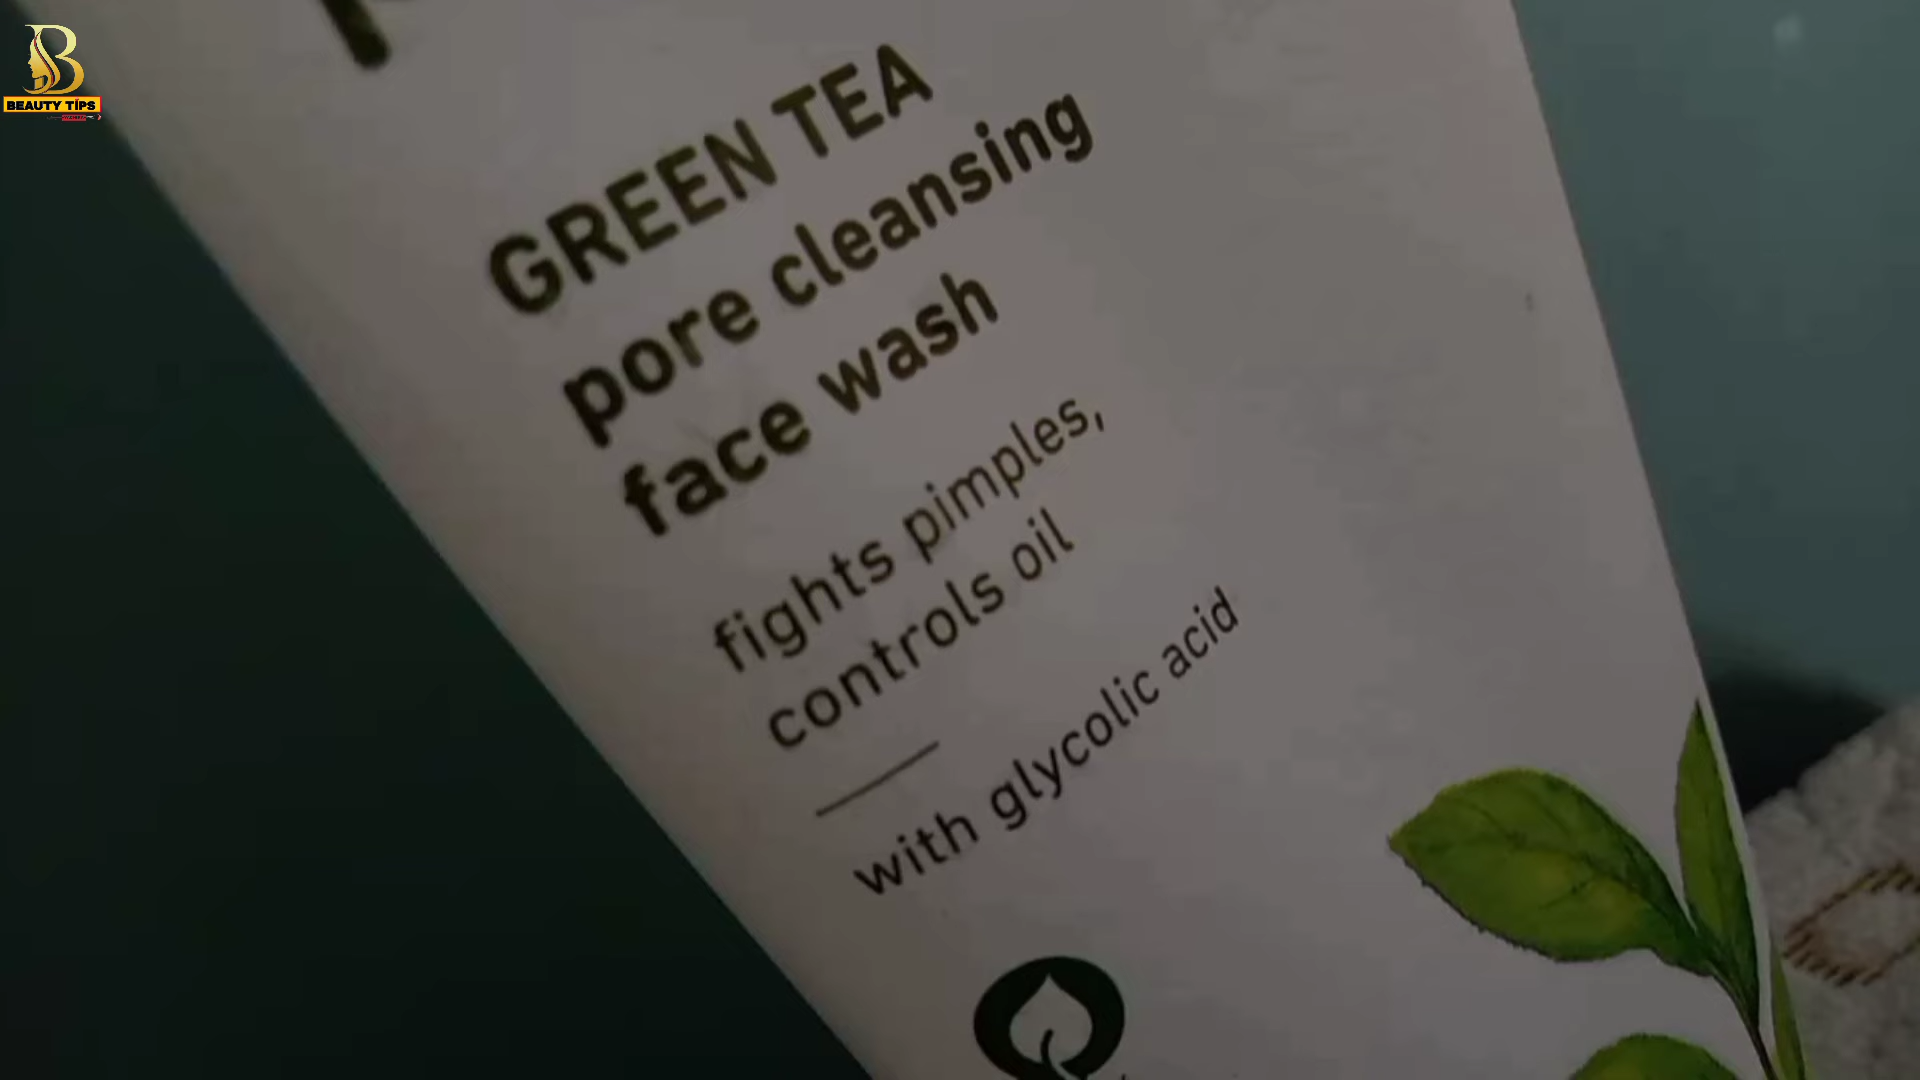 BEAUTY TIPS
GREEN TEA
pore cleansing
face wash
fights pimples,
controls oil
with glycolic acid